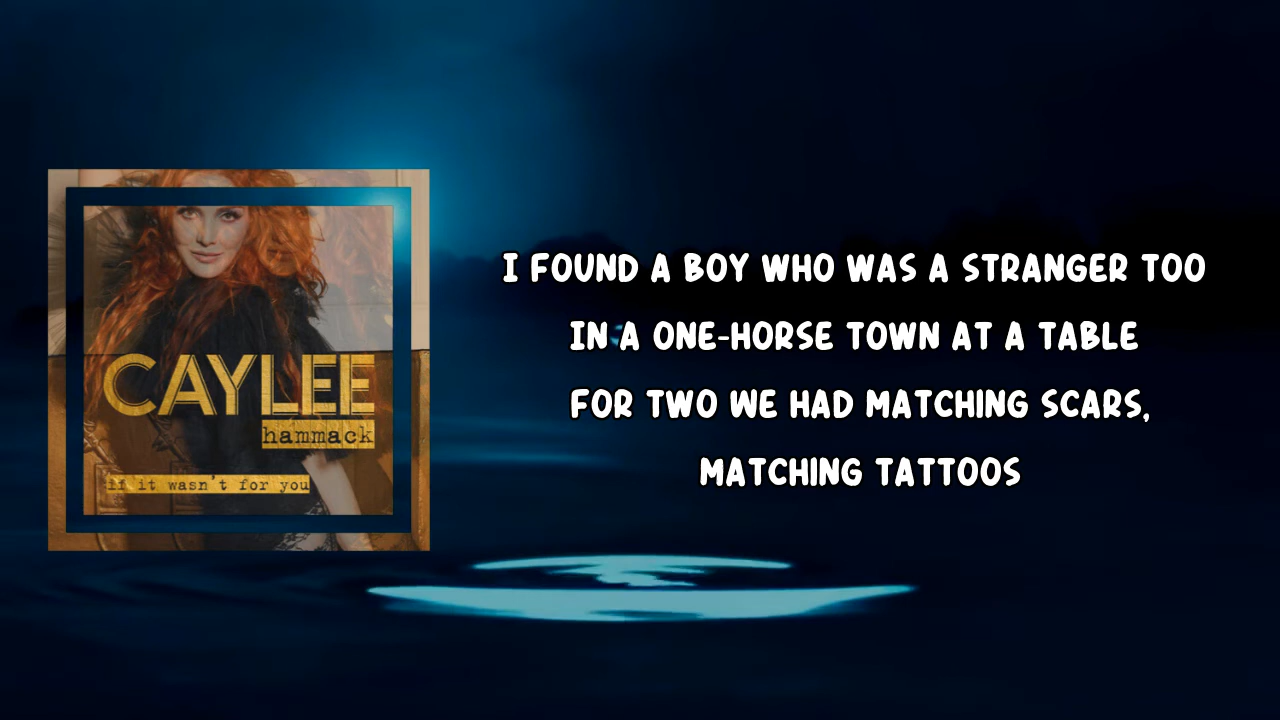 CAYLEE
hammack
if it wasn't for you
I FOUND A BOY WHO WAS A STRANGER TOO
IN A ONE-HORSE TOWN AT A TABLE
FOR TWO WE HAD MATCHING SCARS,
MATCHING TATTOOS